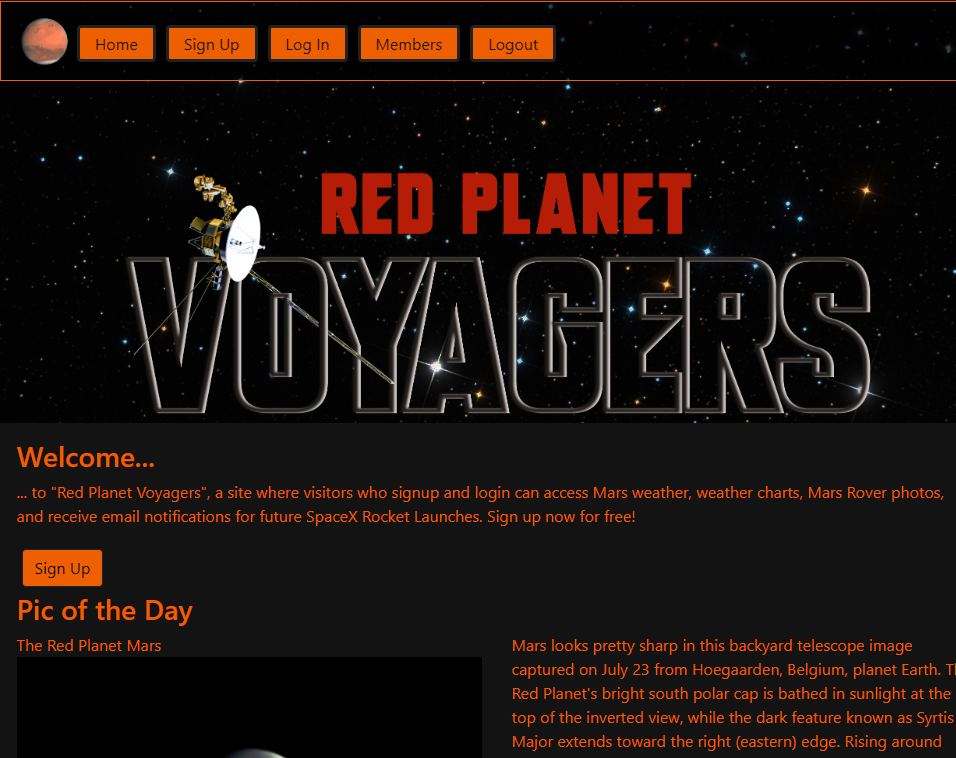 Home Sign Up Log In Members Logout
RED PLANET
VOYAGERS
Welcome...
... to "Red Planet Voyagers", a site where visitors who signup and login can access Mars weather, weather charts, Mars Rover photos,
and receive email notifications for future SpaceX Rocket Launches. Sign up now for free!
Sign Up
Pic of the Day
The Red Planet Mars
Mars looks pretty sharp in this backyard telescope image
captured on July 23 from Hoegaarden, Belgium, planet Earth.
Red Planet's bright south polar cap is bathed in sunlight at the
top of the inverted view, while the dark feature known as Syrtis
Major extends toward the right (eastern) edge. Rising around